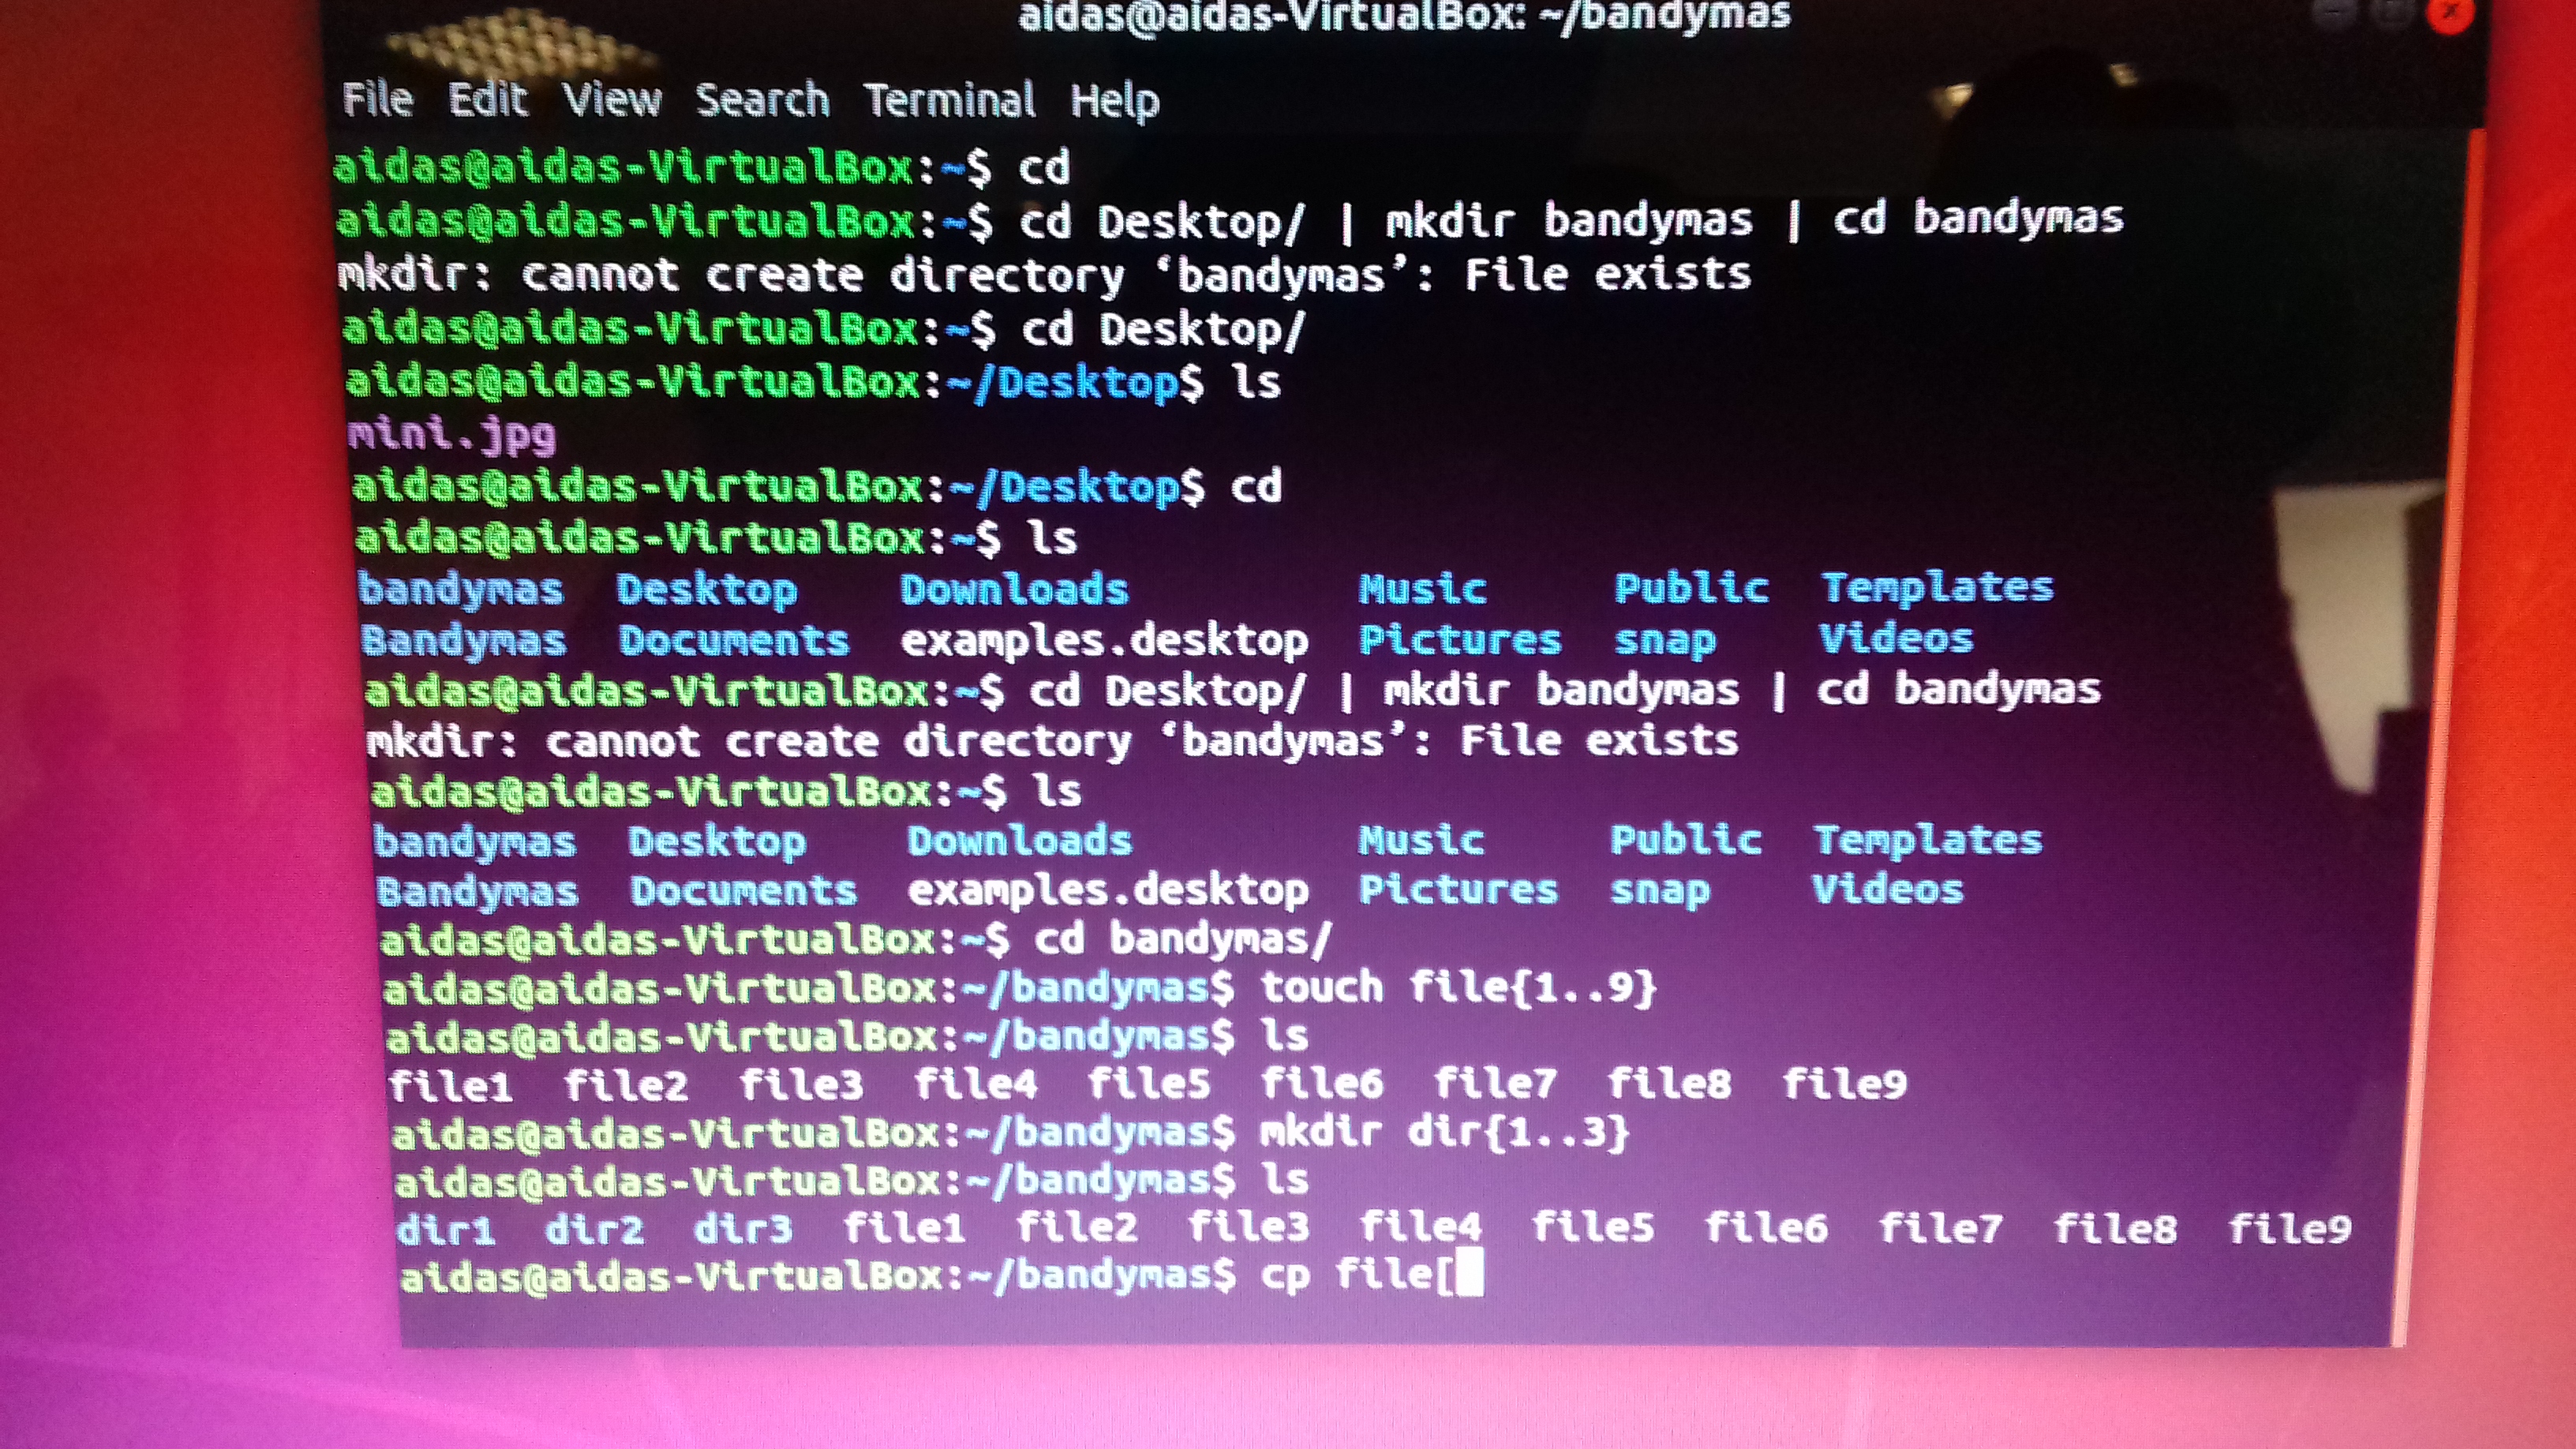 aidas@aidas-VirtualBox: ~/bandymas
File Edit View Search Terminal Help
aidas@aidas-VirtualBox:~$ cd
aidas@aidas-VirtualBox:~$ cd Desktop/ | mkdir bandymas | cd bandymas
mkdir: cannot create directory ‘bandymas’: File exists
aidas@aidas-VirtualBox:~$ cd Desktop/
aidas@aidas-VirtualBox:~/Desktop$ ls
mini.jpg
aidas@aidas-VirtualBox:~/Desktop$ cd
aidas@aidas-VirtualBox:~$ ls
bandymas Desktop Downloads Music Public Templates
Bandymas Documents examples.desktop Pictures snap Videos
aidas@aidas-VirtualBox:~$ cd Desktop/ | mkdir bandymas | cd bandymas
mkdir: cannot create directory ‘bandymas’: File exists
aidas@aidas-VirtualBox:~$ ls
bandymas Desktop Downloads Music Public Templates
Bandymas Documents examples.desktop Pictures snap Videos
aidas@aidas-VirtualBox:~$ cd bandymas/
aidas@aidas-VirtualBox:~/bandymas$ touch file{1..9}
aidas@aidas-VirtualBox:~/bandymas$ ls
file1 file2 file3 file4 file5 file6 file7 file8 file9
aidas@aidas-VirtualBox:~/bandymas$ mkdir dir{1..3}
aidas@aidas-VirtualBox:~/bandymas$ ls
dir1 dir2 dir3 file1 file2 file3 file4 file5 file6 file7 file8 file9
aidas@aidas-VirtualBox:~/bandymas$ cp file[